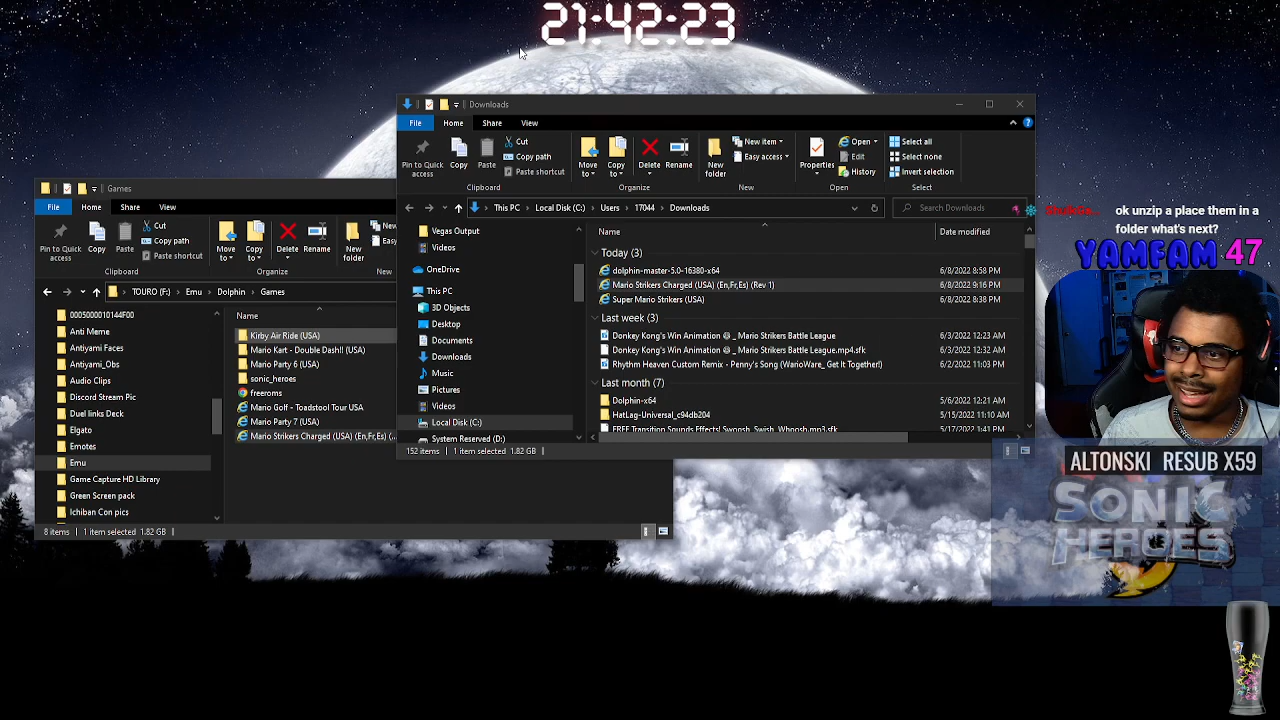 21:42:23
Downloads
File
Home
Share
View
Pin to Quick access
Copy
Paste
Cut
Copy path
Paste shortcut
Clipboard
Move to
Copy to
Delete
Rename
Organize
New folder
New item
Easy access
New
Properties
Open
Edit
History
Open
Select all
Select none
Invert selection
Select
This PC > Local Disk (C:) > Users > 17044 > Downloads
Search Downloads
Vegas Output
Videos
OneDrive
This PC
3D Objects
Desktop
Documents
Downloads
Music
Pictures
Videos
Local Disk (C:)
System Reserved (D:)
Name
Date modified
Today (3)
dolphin-master-5.0-16380-x64 6/8/2022 8:58 PM
Mario Strikers Charged (USA) (En,Fr,Es) (Rev 1) 6/8/2022 9:16 PM
Super Mario Strikers (USA) 6/8/2022 8:38 PM
Last week (3)
Donkey Kong's Win Animation _ Mario Strikers Battle League 6/3/2022 12:23 AM
Donkey Kong's Win Animation _ Mario Strikers Battle League.mp4.sfk 6/3/2022 12:32 AM
Rhythm Heaven Custom Remix - Penny's Song (WarioWare_ Get It Together!) 6/2/2022 11:03 PM
Last month (7)
Dolphin-x64 5/6/2022 12:21 AM
HatLag-Universal_c94db204 5/15/2022 11:10 AM
FREE Transition Sounds Effects! Swoosh, Swish, Whoosh.mp3.sfk 5/17/2022 1:41 PM
152 items
1 item selected 1.82 GB
Games
File
Home
Share
View
Pin to Quick access
Copy
Paste
Cut
Copy path
Paste shortcut
Clipboard
Move to
Copy to
Delete
Rename
Organize
New folder
New
TOURO (F:) > Emu > Dolphin > Games
0005000010144F00
Anti Meme
Antiyami Faces
Antiyami_Obs
Audio Clips
Discord Stream Pic
Duel links Deck
Elgato
Emotes
Emu
Game Capture HD Library
Green Screen pack
Ichiban Con pics
Name
Kirby Air Ride (USA)
Mario Kart - Double Dash!! (USA)
Mario Party 6 (USA)
sonic_heroes
freeroms
Mario Golf - Toadstool Tour USA
Mario Party 7 (USA)
Mario Strikers Charged (USA) (En,Fr,Es) (...
8 items
1 item selected 1.82 GB
ok unzip a place them in a
folder what's next?
YAMFAM 47
ALTONSKI RESUB X59
SONIC
HEROES